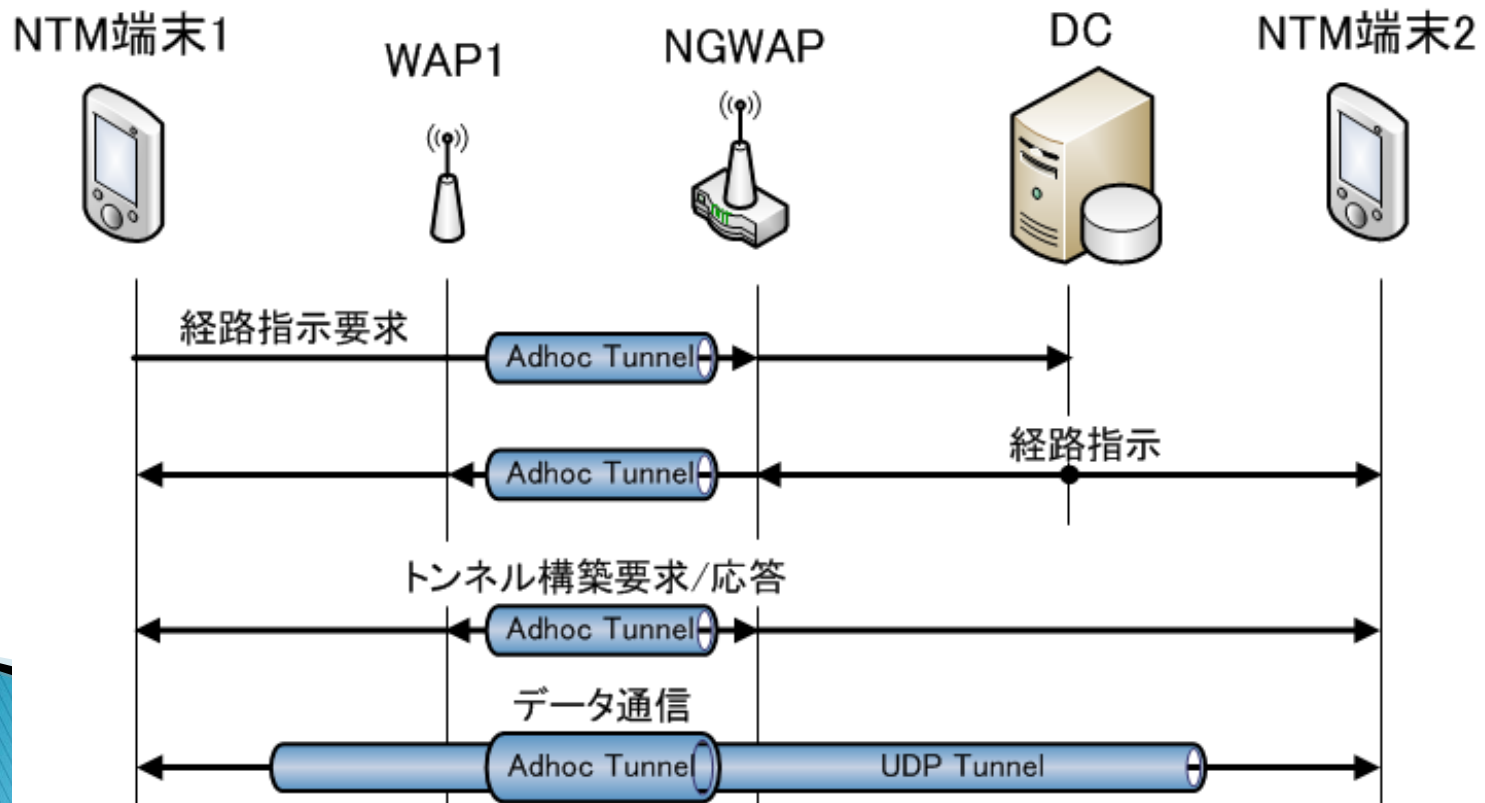 NTM端末1
WAP1
NGWAP
DC
NTM端末2
経路指示要求
Adhoc Tunnel
経路指示
Adhoc Tunnel
トンネル構築要求/応答
Adhoc Tunnel
データ通信
Adhoc Tunnel
UDP Tunnel